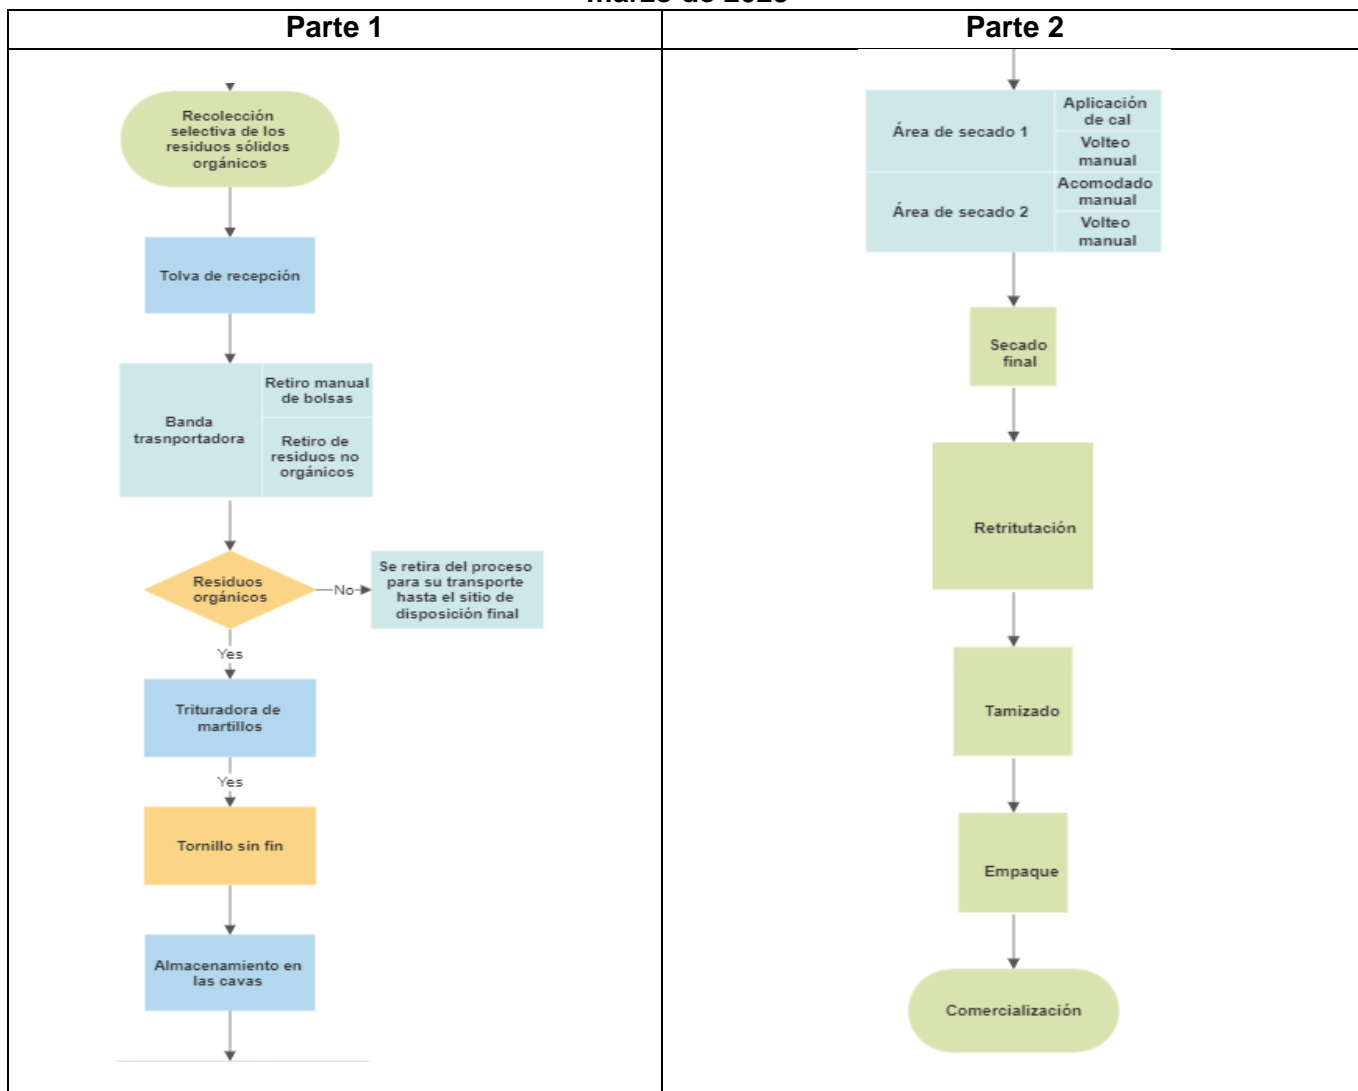 Parte 1
Recolección
selectiva de los
residuos sólidos
orgánicos
Tolva de recepción
Banda
trasnportadora
Retiro manual
de bolsas
Retiro de
residuos no
orgánicos
Residuos
orgánicos
No
Se retira del proceso
para su transporte
hasta el sitio de
disposición final
Yes
Trituradora de
martillos
Yes
Tornillo sin fin
Almacenamiento en
las cavas
Parte 2
Área de secado 1
Aplicación
de cal
Volteo
manual
Área de secado 2
Acomodado
manual
Volteo
manual
Secado
final
Retritutación
Tamizado
Empaque
Comercialización